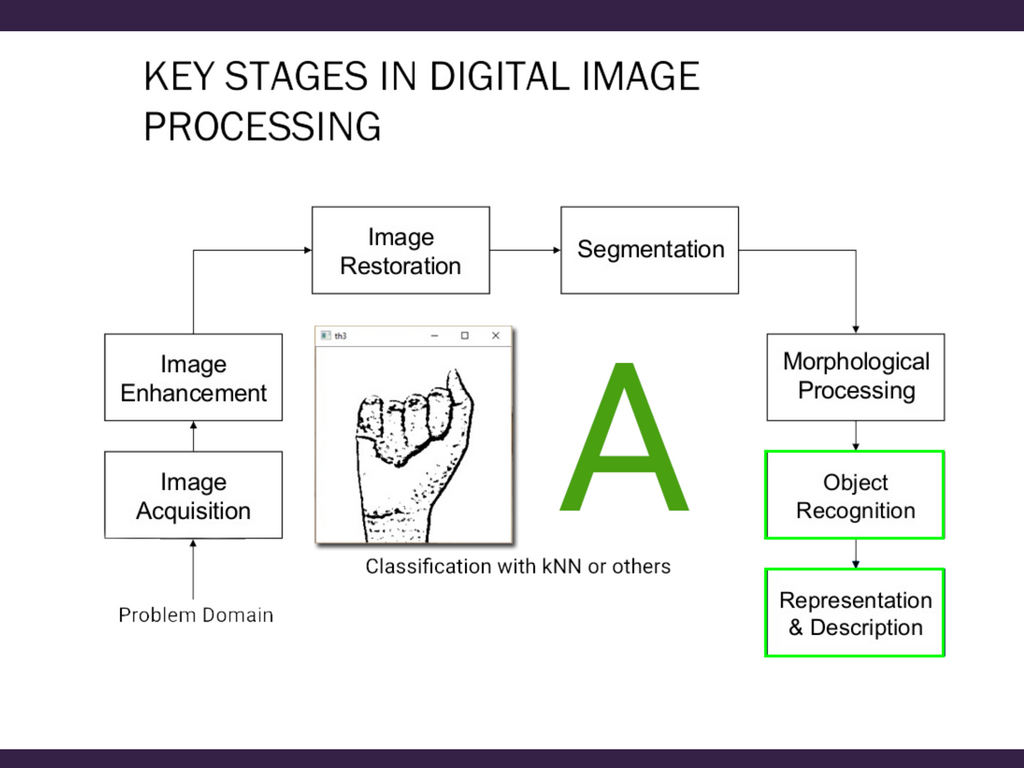 KEY STAGES IN DIGITAL IMAGE
PROCESSING
Image
Restoration
Segmentation
Image
Enhancement
th3
A
Morphological
Processing
Image
Acquisition
Object
Recognition
Classification with kNN or others
Problem Domain
Representation
& Description